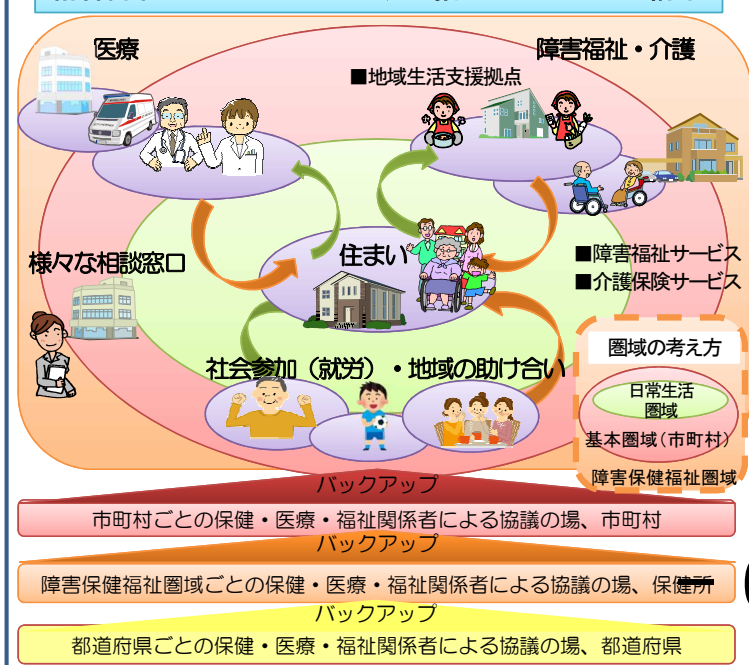 医療
障害福祉・介護
■地域生活支援拠点
様々な相談窓口
住まい
■障害福祉サービス
■介護保険サービス
社会参加（就労）・地域の助け合い
圏域の考え方
日常生活
圏域
基本圏域（市町村）
障害保健福祉圏域
バックアップ
市町村ごとの保健・医療・福祉関係者による協議の場、市町村
バックアップ
障害保健福祉圏域ごとの保健・医療・福祉関係者による協議の場、保健所
バックアップ
都道府県ごとの保健・医療・福祉関係者による協議の場、都道府県